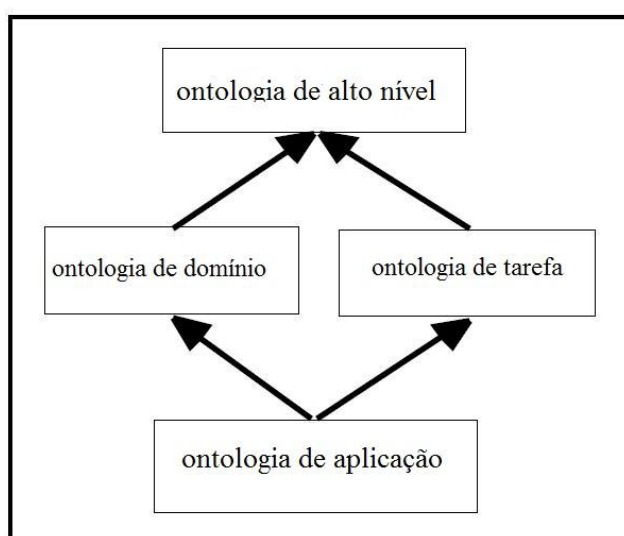 ontologia de alto nível
ontologia de domínio
ontologia de tarefa
ontologia de aplicação